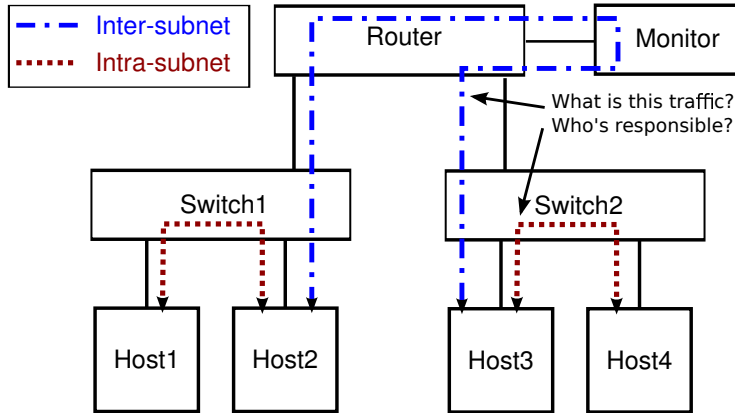 Inter-subnet
Intra-subnet
Router
Monitor
What is this traffic?
Who's responsible?
Switch1
Switch2
Host1
Host2
Host3
Host4